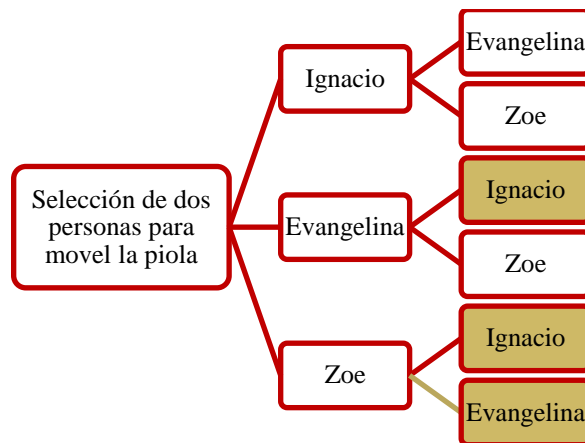 Selección de dos
personas para
movel la piola
Ignacio
Evangelina
Zoe
Evangelina
Ignacio
Zoe
Zoe
Ignacio
Evangelina